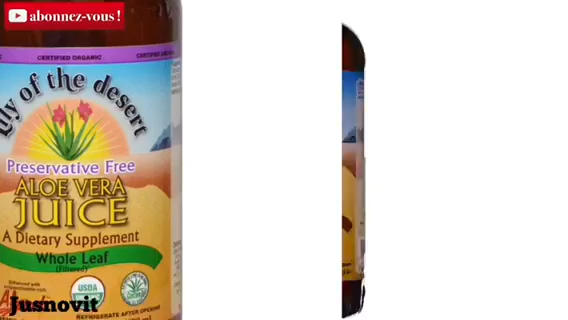 abonnez-vous !
CERTIFIED ORGANIC
Lily of the desert
Preservative Free
ALOE VERA
JUICE
A Dietary Supplement
Whole Leaf
(Filtered)
USDA
Jusnovit
REFRIGERATE AFTER OPENING